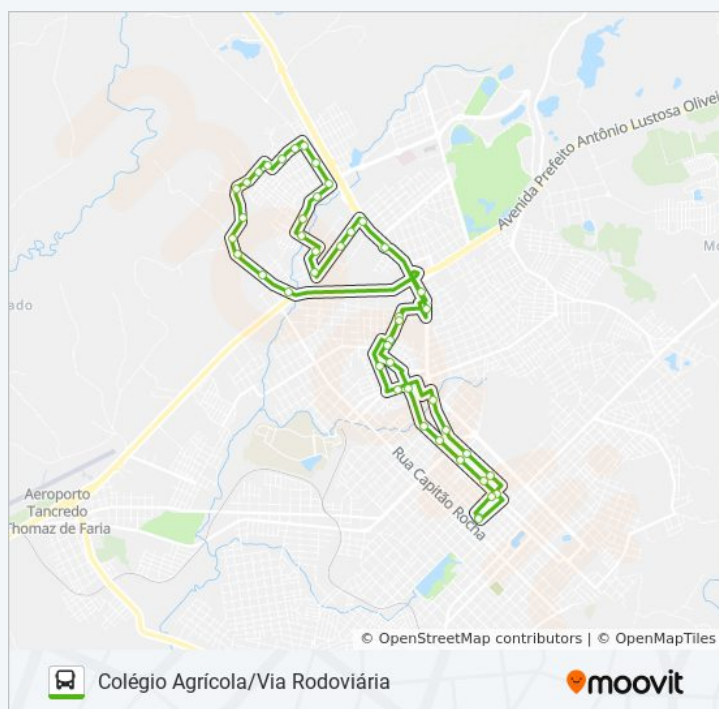 Avenida Prefeito Antônio Lustosa Olivei
Mo
ado
Rua Capitão Rocha
Aeroporto
Tancredo
Thomaz de Faria
© OpenStreetMap contributors | © OpenMapTiles
Colégio Agrícola/Via Rodoviária
moovit